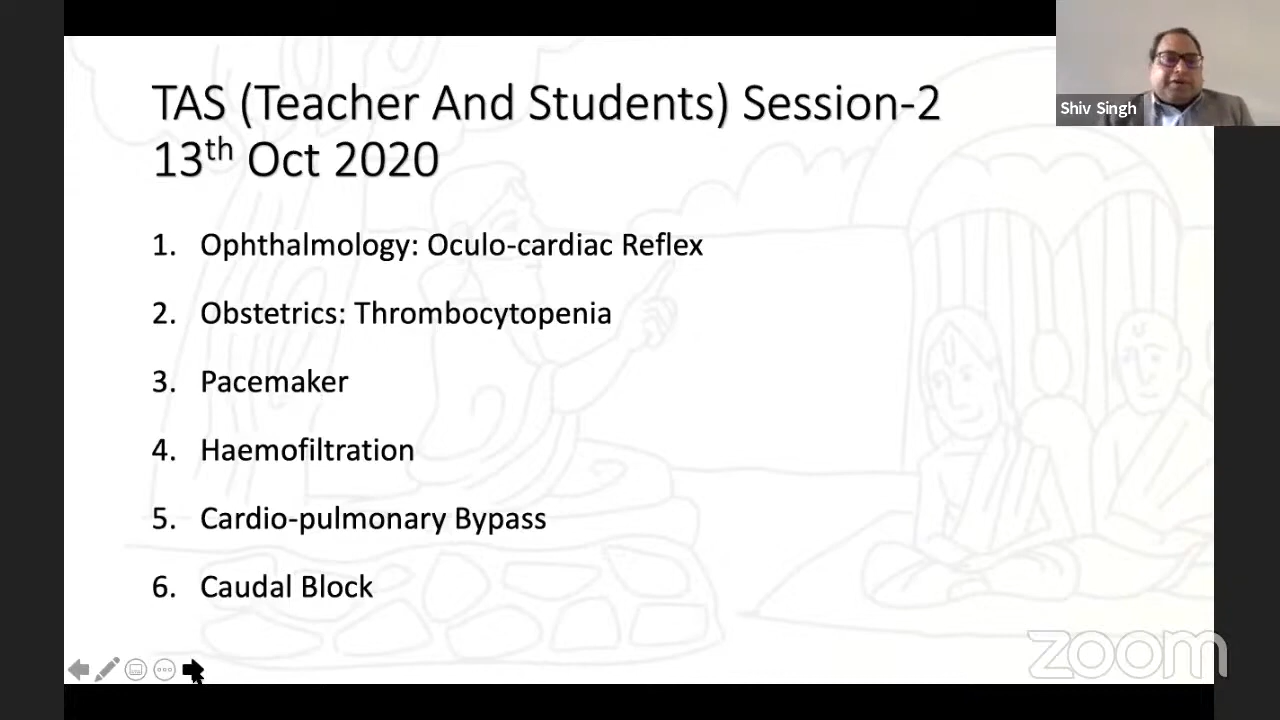 TAS (Teacher And Students) Session-2
13th Oct 2020
Shiv Singh
1. Ophthalmology: Oculo-cardiac Reflex
2. Obstetrics: Thrombocytopenia
3. Pacemaker
4. Haemofiltration
5. Cardio-pulmonary Bypass
6. Caudal Block
zoom